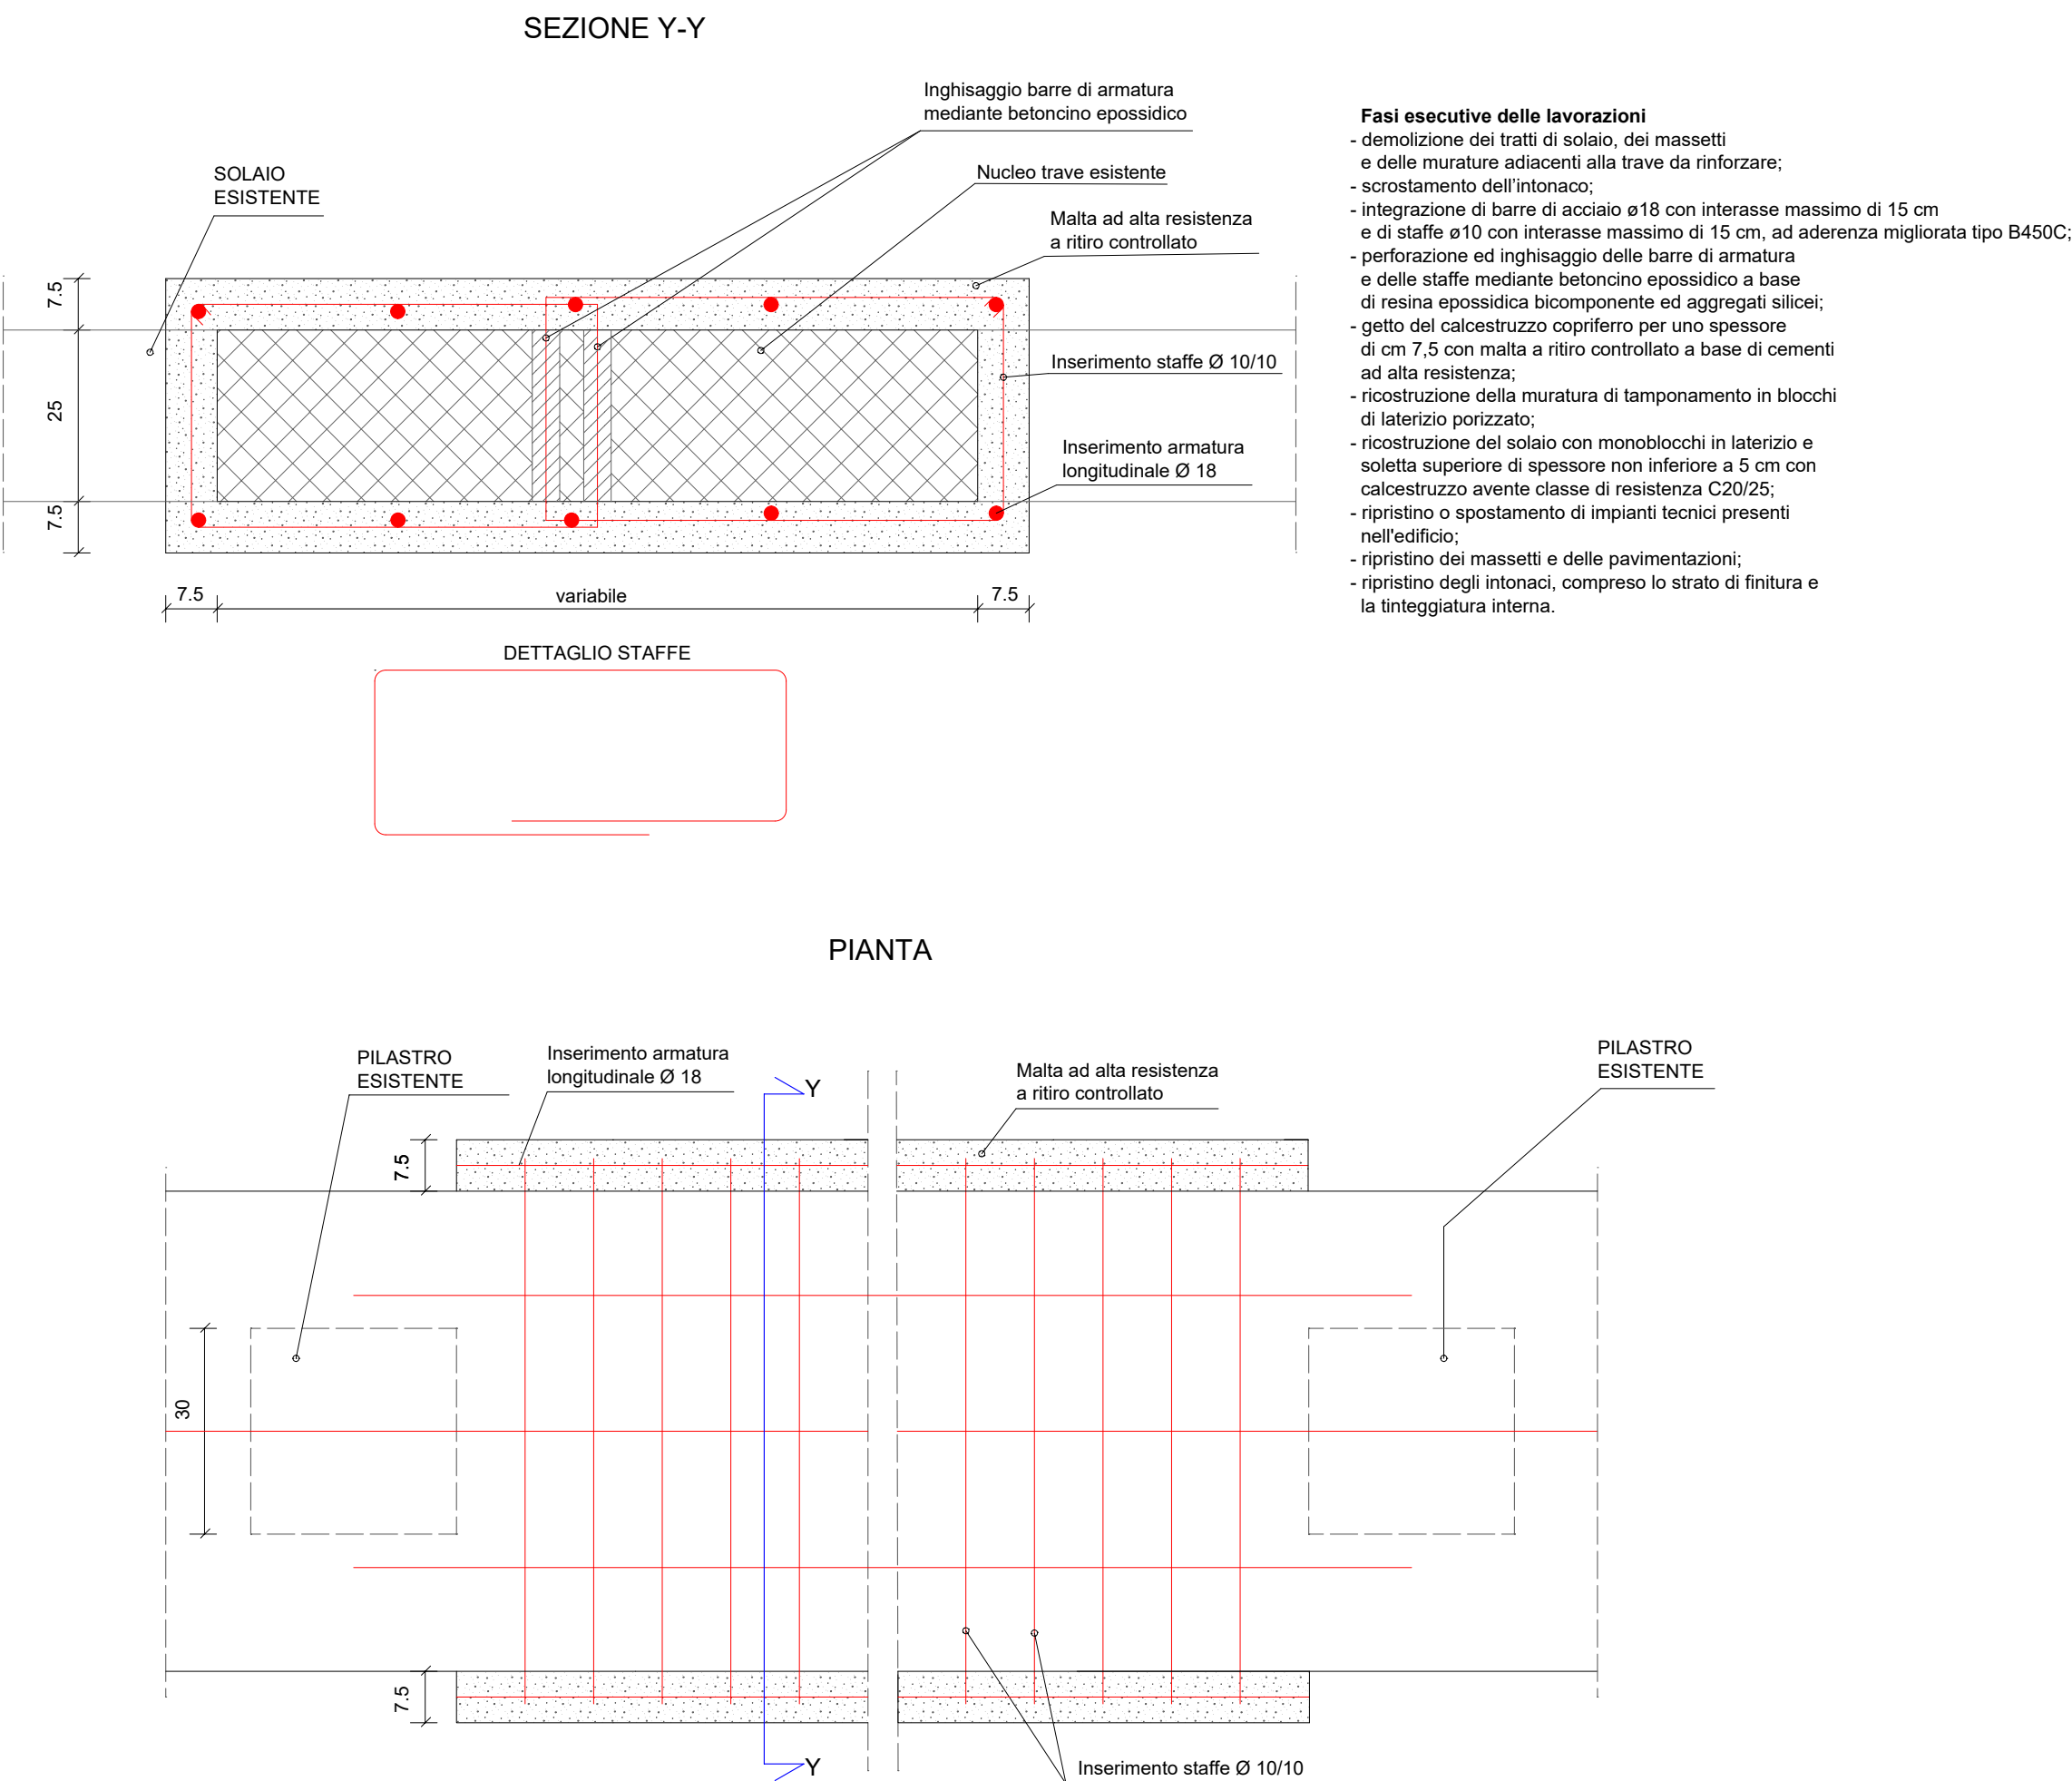 SEZIONE Y-Y
Inghisaggio barre di armatura
mediante betoncino epossidico
Nucleo trave esistente
SOLAIO
ESISTENTE
Malta ad alta resistenza
a ritiro controllato
7.5
Inserimento staffe Ø 10/10
25
Inserimento armatura
longitudinale Ø 18
7.5
7.5
variabile
7.5
Fasi esecutive delle lavorazioni
- demolizione dei tratti di solaio, dei massetti
e delle murature adiacenti alla trave da rinforzare;
- scrostamento dell'intonaco;
- integrazione di barre di acciaio ø18 con interasse massimo di 15 cm
e di staffe ø10 con interasse massimo di 15 cm, ad aderenza migliorata tipo B450C;
- perforazione ed inghisaggio delle barre di armatura
e delle staffe mediante betoncino epossidico a base
di resina epossidica bicomponente ed aggregati silicei;
- getto del calcestruzzo copriferro per uno spessore
di cm 7,5 con malta a ritiro controllato a base di cementi
ad alta resistenza;
- ricostruzione della muratura di tamponamento in blocchi
di laterizio porizzato;
- ricostruzione del solaio con monoblocchi in laterizio e
soletta superiore di spessore non inferiore a 5 cm con
calcestruzzo avente classe di resistenza C20/25;
- ripristino o spostamento di impianti tecnici presenti
nell'edificio;
- ripristino dei massetti e delle pavimentazioni;
- ripristino degli intonaci, compreso lo strato di finitura e
la tinteggiatura interna.
DETTAGLIO STAFFE
PIANTA
PILASTRO
ESISTENTE
Inserimento armatura
longitudinale Ø 18
Y
Malta ad alta resistenza
a ritiro controllato
PILASTRO
ESISTENTE
7.5
30
7.5
Y
Inserimento staffe Ø 10/10